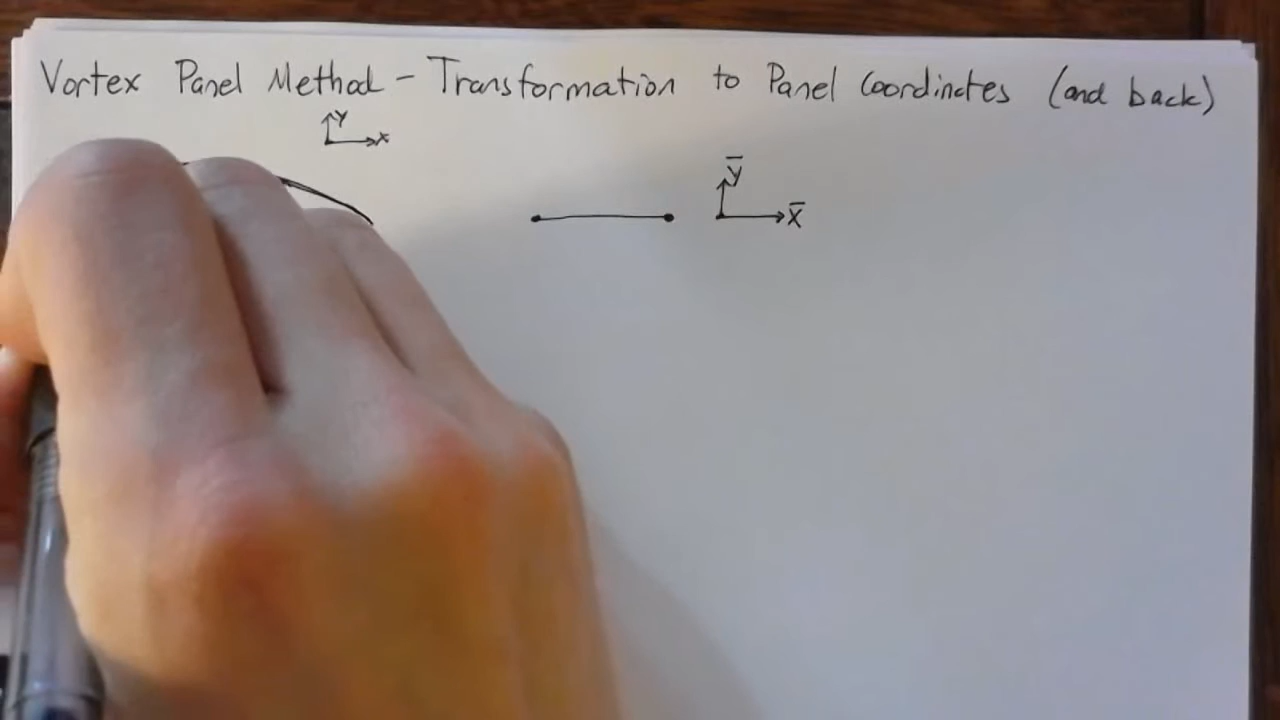 Vortex Panel Method - Transformation to Panel Coordinates (and back)
y
x
y̅
x̅